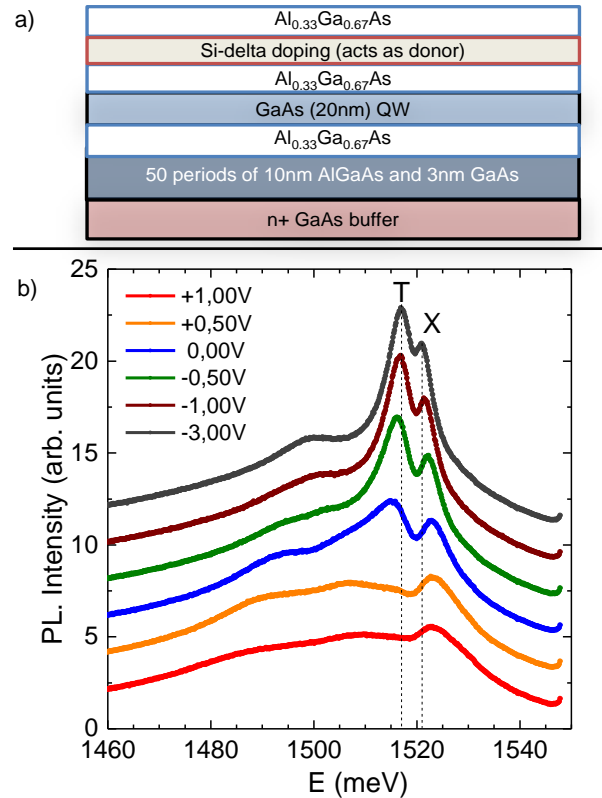 a)
Al₀.₃₃Ga₀.₆₇As
Si-delta doping (acts as donor)
Al₀.₃₃Ga₀.₆₇As
GaAs (20nm) QW
Al₀.₃₃Ga₀.₆₇As
50 periods of 10nm AlGaAs and 3nm GaAs
n+ GaAs buffer
b)
25
20
15
10
5
0
PL. Intensity (arb. units)
+1,00V
+0,50V
0,00V
-0,50V
-1,00V
-3,00V
T
X
1460
1480
1500
1520
1540
E (meV)